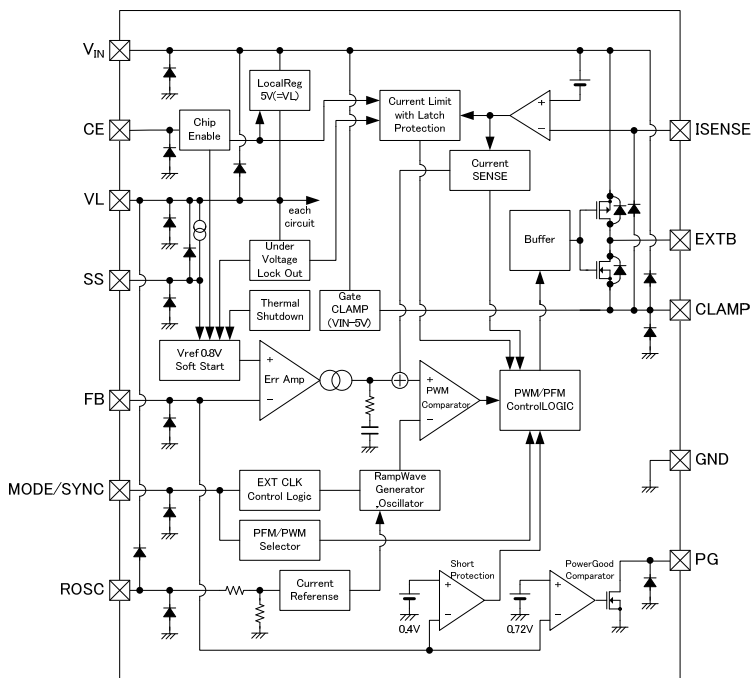 VIN
LocalReg
5V(=VL)
Current Limit
with Latch
Protection
+
−
CE
Chip
Enable
ISENSE
Current
SENSE
VL
each
circuit
Buffer
EXTB
Under
Voltage
Lock Out
SS
Thermal
Shutdown
Gate
CLAMP
(VIN−5V)
CLAMP
Vref 0.8V
Soft Start
+
Err Amp
−
+
PWM
Comparator
−
PWM/PFM
ControlLOGIC
FB
GND
MODE/SYNC
EXT CLK
Control Logic
RampWave
Generator
.Oscillator
PFM/PWM
Selector
Short
Protection
PowerGood
Comparator
PG
ROSC
Current
Referense
+
−
0.4V
+
−
0.72V